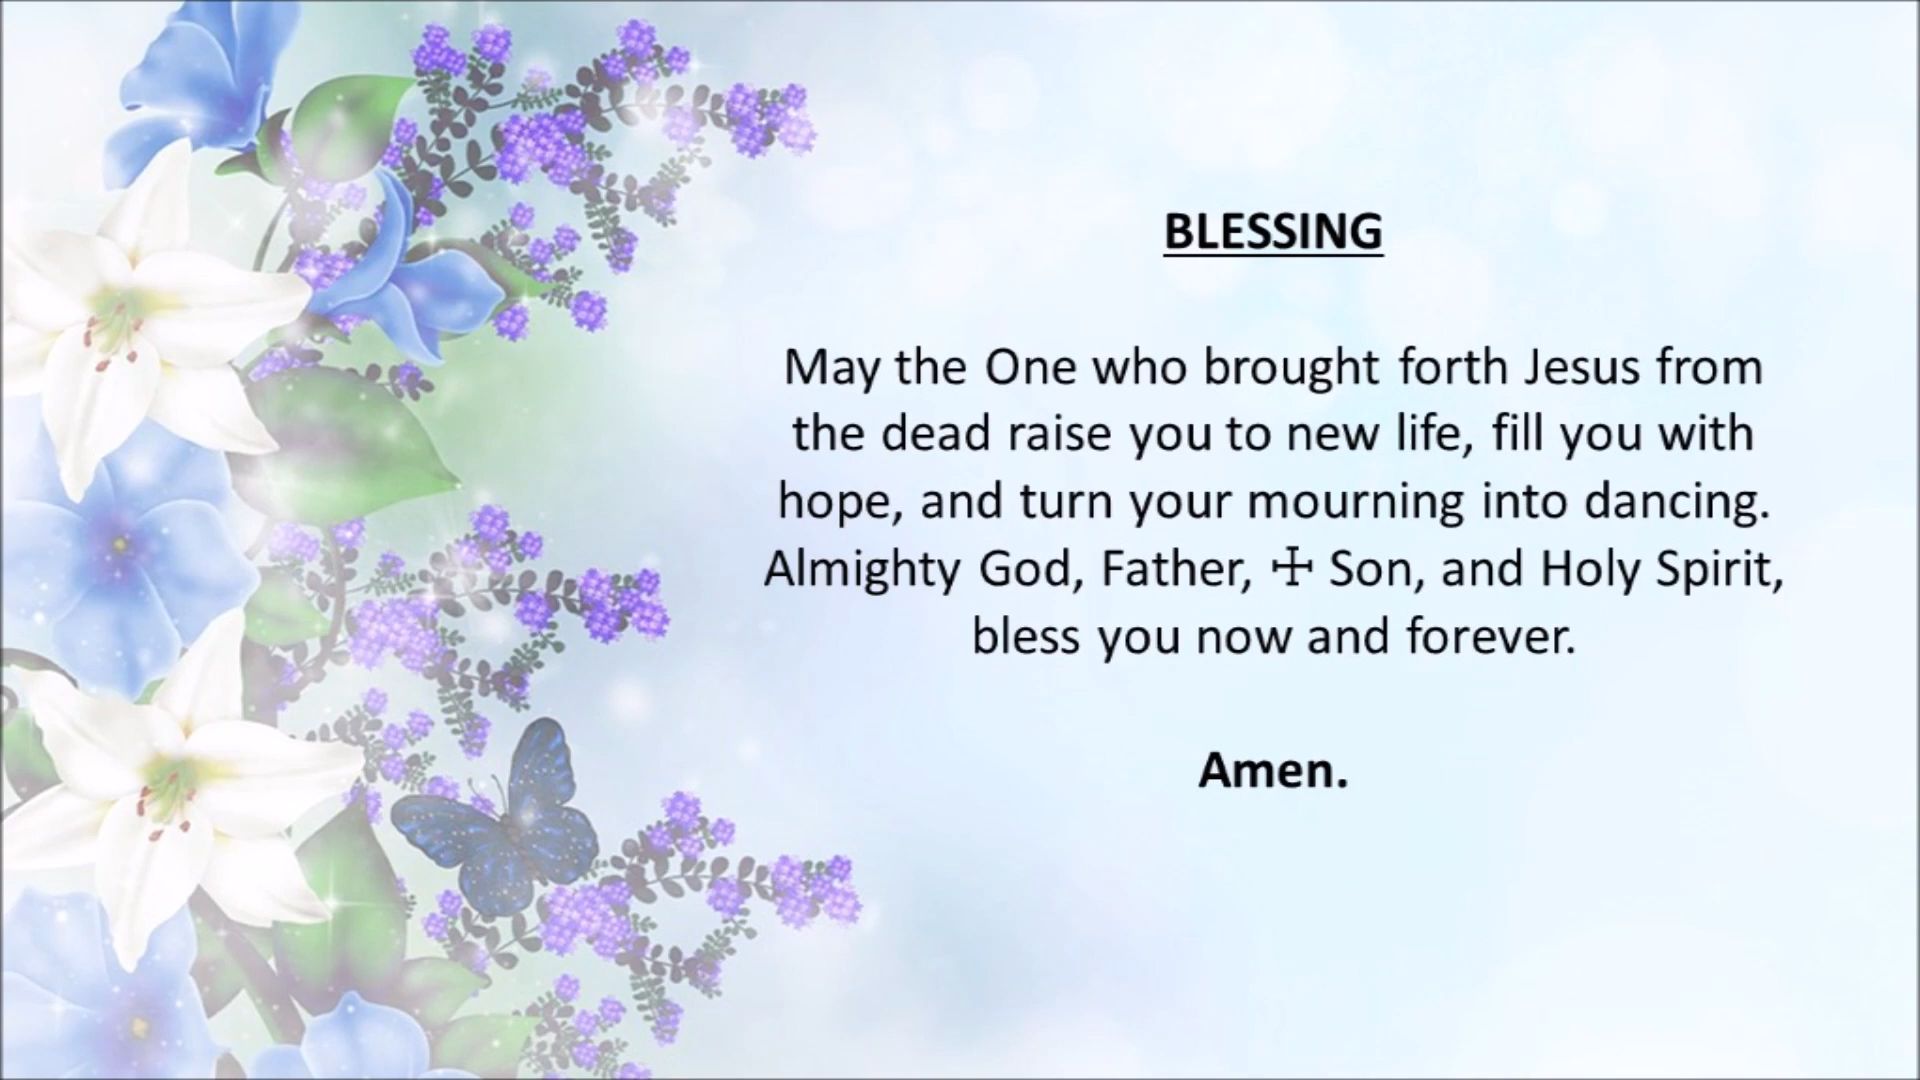 BLESSING
May the One who brought forth Jesus from
the dead raise you to new life, fill you with
hope, and turn your mourning into dancing.
Almighty God, Father, ☩ Son, and Holy Spirit,
bless you now and forever.
Amen.